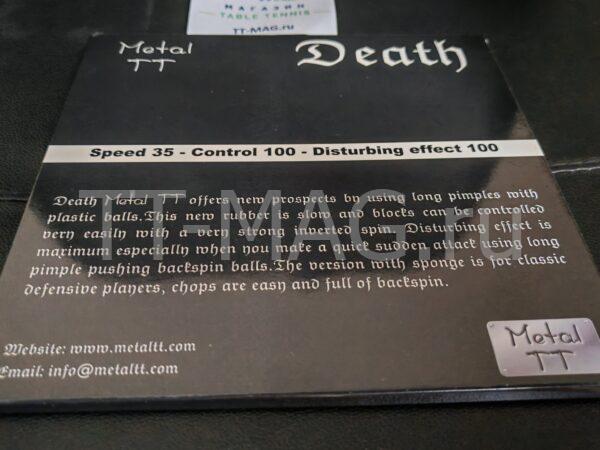 МАГАЗИН
TABLE TENNIS
TT-MAG.ru
Metal
TT
Death
Speed 35 - Control 100 - Disturbing effect 100
Death Metal TT offers new prospects by using long pimples with
plastic balls.This new rubber is slow and blocks can be controlled
very easily with a very strong inverted spin. Disturbing effect is
maximum especially when you make a quick sudden attack using long
pimple pushing backspin balls.The version with sponge is for classic
defensive players, chops are easy and full of backspin.
TT-MAG.ru
Website: www.metaltt.com
Email: info@metaltt.com
Metal
TT